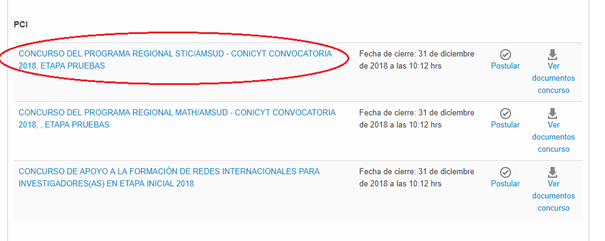 PCI
CONCURSO DEL PROGRAMA REGIONAL STIC/AMSUD - CONICYT CONVOCATORIA
2018, ETAPA PRUEBAS
Fecha de cierre: 31 de diciembre
de 2018 a las 10:12 hrs
Postular
Ver
documentos
concurso
CONCURSO DEL PROGRAMA REGIONAL MATH/AMSUD - CONICYT CONVOCATORIA
2018, , ETAPA PRUEBAS
Fecha de cierre: 31 de diciembre
de 2018 a las 10:12 hrs
Postular
Ver
documentos
concurso
CONCURSO DE APOYO A LA FORMACIÓN DE REDES INTERNACIONALES PARA
INVESTIGADORES(AS) EN ETAPA INICIAL 2018
Fecha de cierre: 31 de diciembre
de 2018 a las 10:12 hrs
Postular
Ver
documentos
concurso